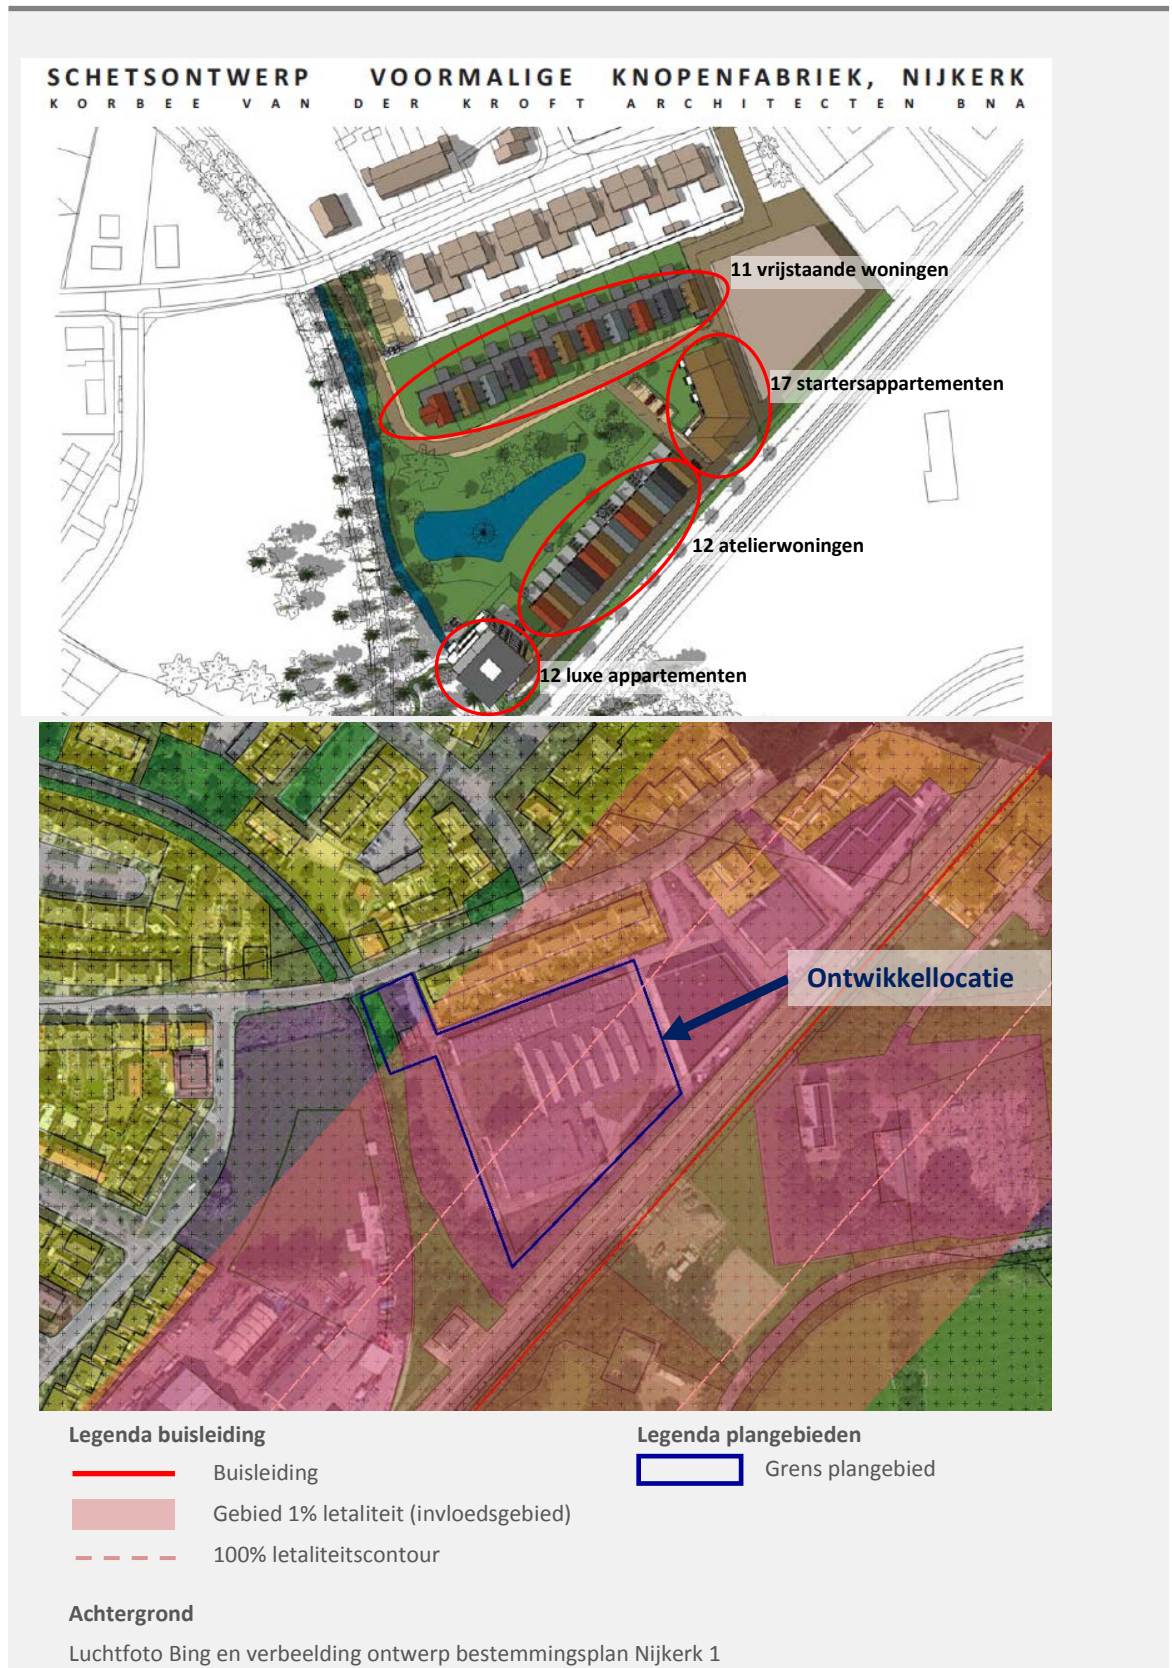 SCHETSONTWERP VOORMALIGE KNOPENFABRIEK, NIJKERK
KORBEE VAN DER KROFT ARCHITECTEN BNA
11 vrijstaande woningen
17 startersappartementen
12 atelierwoningen
12 luxe appartementen
Ontwikkellocatie
Legenda buisleiding
Buisleiding
Gebied 1% letaliteit (invloedsgebied)
100% letaliteitscontour
Legenda plangebieden
Grens plangebied
Achtergrond
Luchtfoto Bing en verbeelding ontwerp bestemmingsplan Nijkerk 1